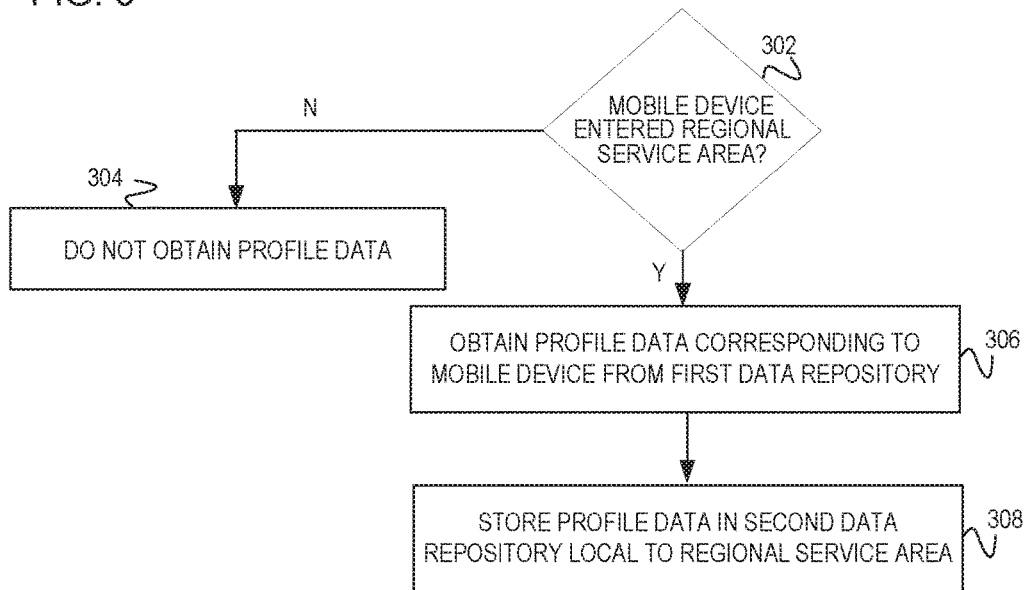 302
MOBILE DEVICE
ENTERED REGIONAL
SERVICE AREA?
N
304
DO NOT OBTAIN PROFILE DATA
Y
306
OBTAIN PROFILE DATA CORRESPONDING TO
MOBILE DEVICE FROM FIRST DATA REPOSITORY
308
STORE PROFILE DATA IN SECOND DATA
REPOSITORY LOCAL TO REGIONAL SERVICE AREA